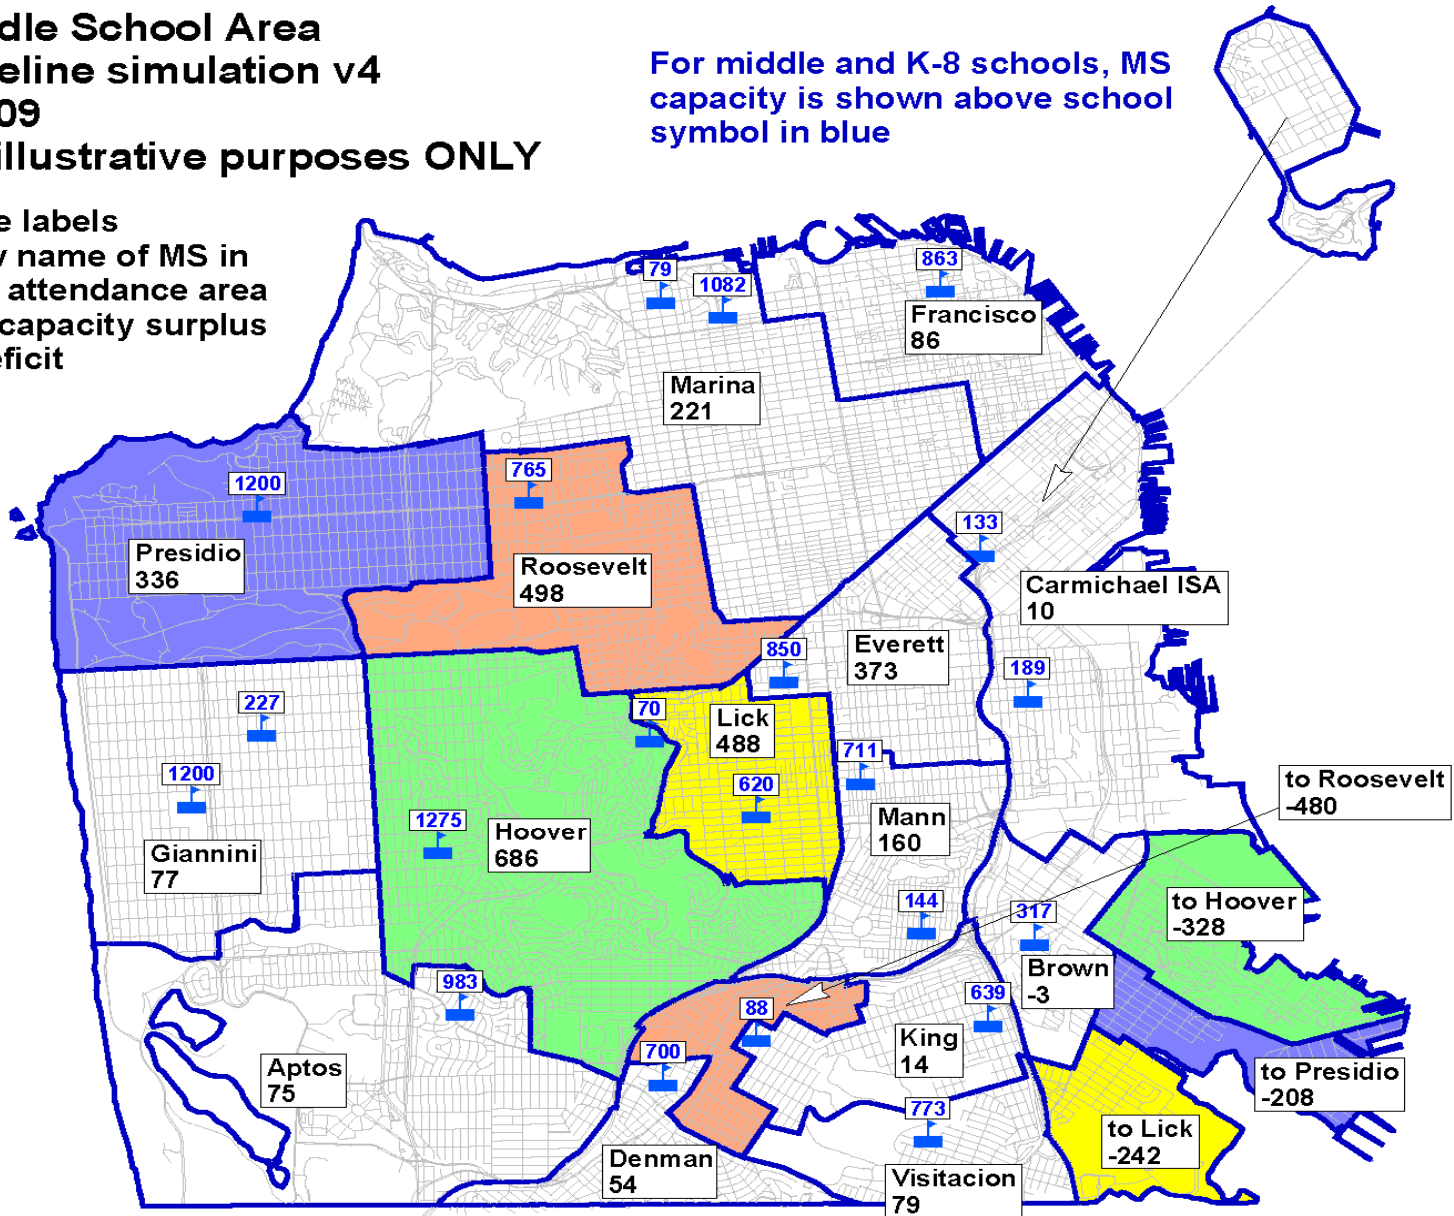 dle School Area
eline simulation v4
09
illustrative purposes ONLY
For middle and K-8 schools, MS
capacity is shown above school
symbol in blue
e labels
name of MS in
attendance area
capacity surplus
eficit
79
1082
863
Francisco
86
Marina
221
1200
765
Presidio
336
Roosevelt
498
133
Carmichael ISA
10
850
Everett
373
189
227
70
Lick
488
711
1200
620
to Roosevelt
-480
1275
Hoover
686
Mann
160
Giannini
77
144
317
to Hoover
-328
Brown
-3
983
88
639
King
14
700
Aptos
75
to Presidio
-208
773
to Lick
-242
Denman
54
Visitacion
79